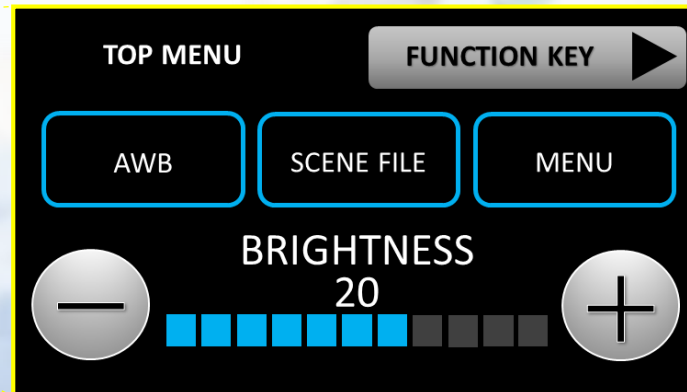 TOP MENU
FUNCTION KEY
AWB
SCENE FILE
MENU
BRIGHTNESS
20